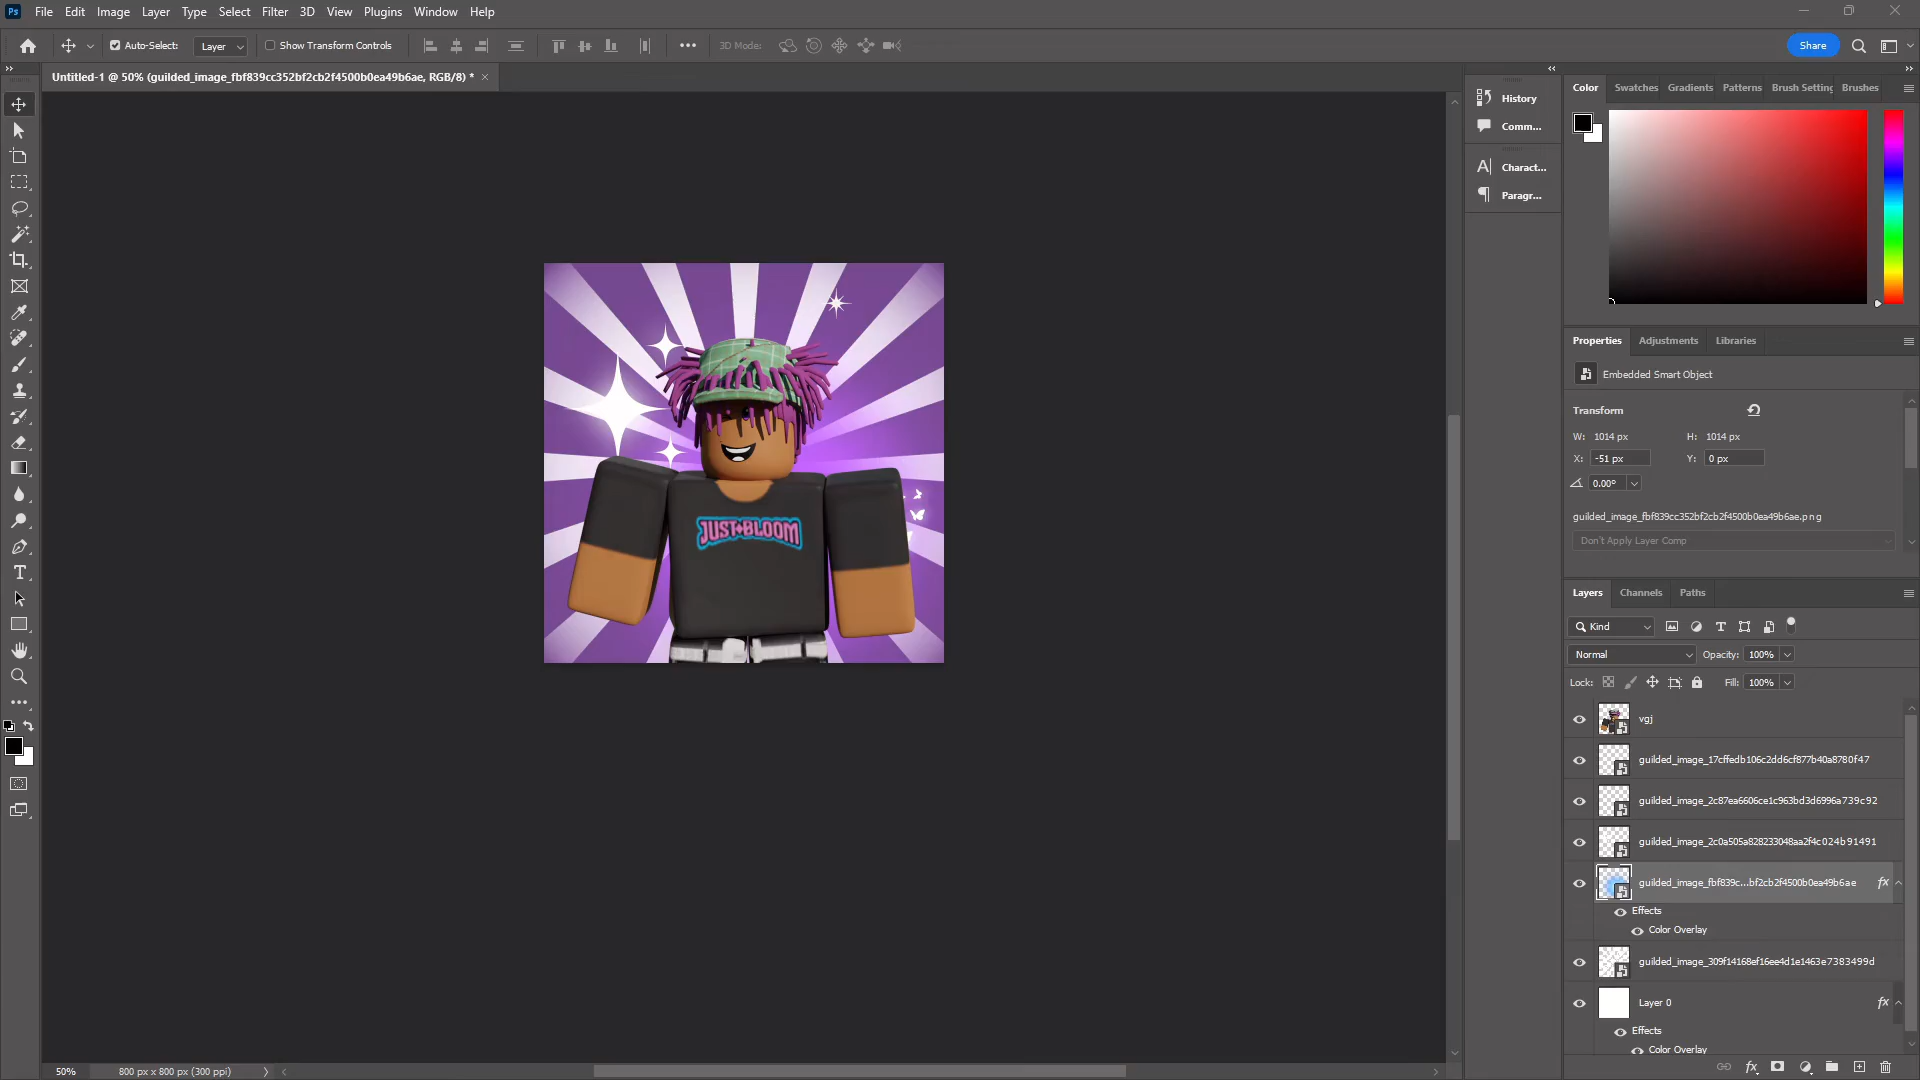 Ps File Edit Image Layer Type Select Filter 3D View Plugins Window Help
Auto-Select: Layer Show Transform Controls 3D Mode: Share
Untitled-1 @ 50% (guilded_image_fbf839cc352bf2cb2f4500b0ea49b6ae, RGB/8) *
History
Comm...
Charact...
Paragr...
Color Swatches Gradients Patterns Brush Setting Brushes
Properties Adjustments Libraries
Embedded Smart Object
Transform
W: 1014 px H: 1014 px
X: -51 px Y: 0 px
0.00°
guilded_image_fbf839cc352bf2cb2f4500b0ea49b6ae.png
Don't Apply Layer Comp
JUST BLOOM
Layers Channels Paths
Kind
Normal Opacity: 100%
Lock: Fill: 100%
vgj
guilded_image_17cffedb106c2dd6cf877b40a8780f47
guilded_image_2c87ea6606ce1c963bd3d6996a739c92
guilded_image_2c0a505a828233048aa2f4c024b91491
guilded_image_fbf839c...bf2cb2f4500b0ea49b6ae fx
Effects
Color Overlay
guilded_image_309f14168ef16ee4d1e1463e7383499d
Layer 0 fx
Effects
Color Overlay
50% 800 px x 800 px (300 ppi)